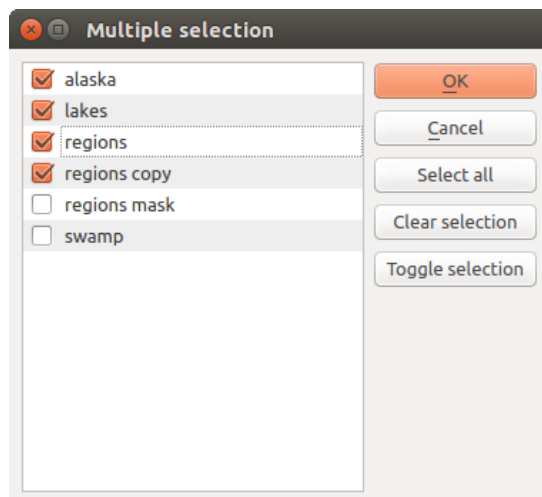 Multiple selection
alaska
lakes
regions
regions copy
regions mask
swamp
OK
Cancel
Select all
Clear selection
Toggle selection